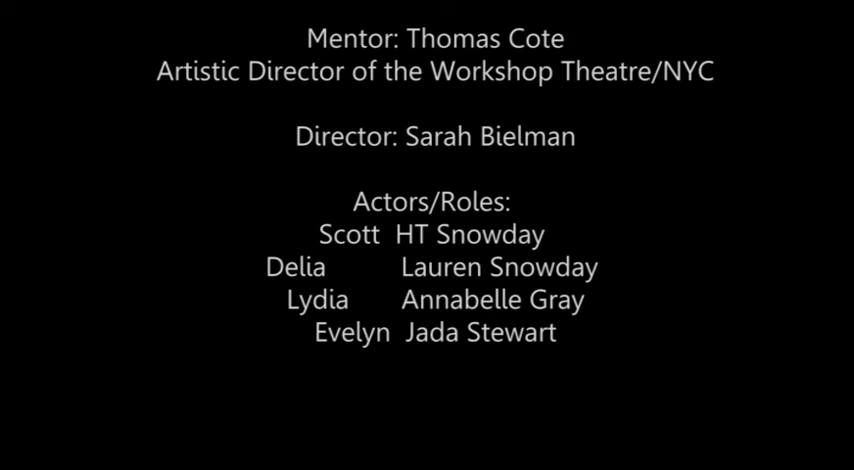 Mentor: Thomas Cote
Artistic Director of the Workshop Theatre/NYC
Director: Sarah Bielman
Actors/Roles:
Scott HT Snowday
Delia Lauren Snowday
Lydia Annabelle Gray
Evelyn Jada Stewart